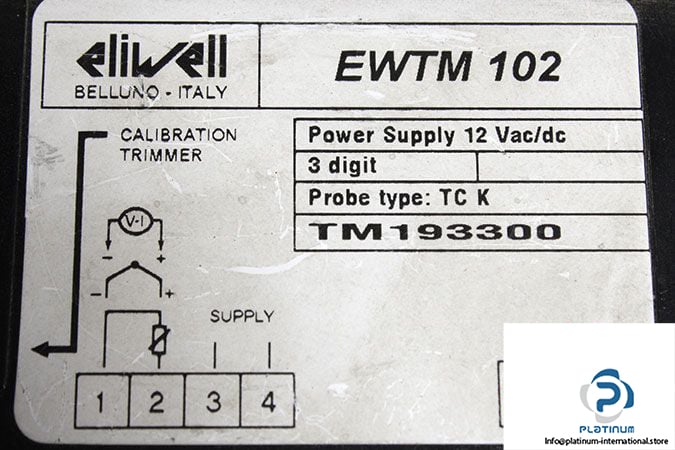 eliwell
BELLUNO - ITALY
EWTM 102
CALIBRATION
TRIMMER
Power Supply 12 Vac/dc
3 digit
Probe type: TC K
TM193300
V-I
- +
- +
SUPPLY
1 2 3 4
PLATINUM
Info@platinum-international.store